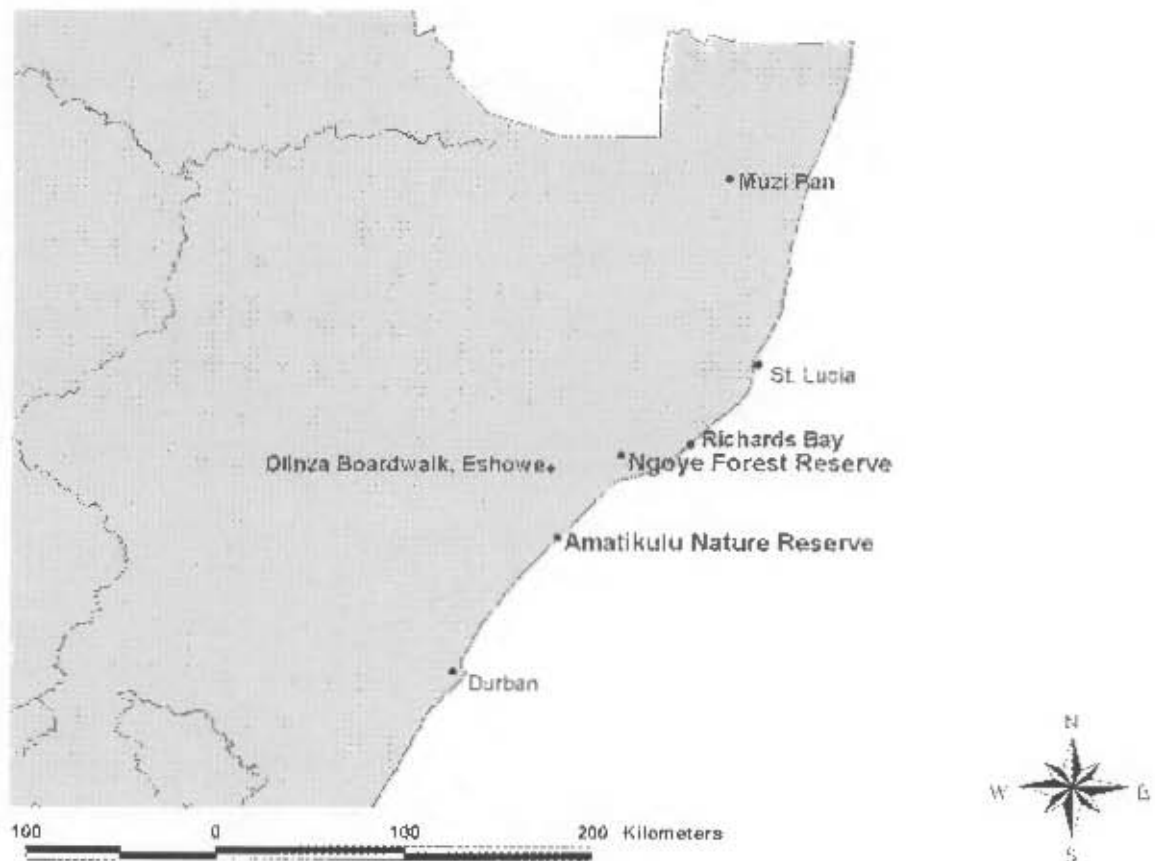 Muzi Pan
St. Lucia
Richards Bay
Dlinza Boardwalk, Eshowe
Ngoye Forest Reserve
Amatikulu Nature Reserve
Durban
N
W
E
S
100 0 100 200 Kilometers